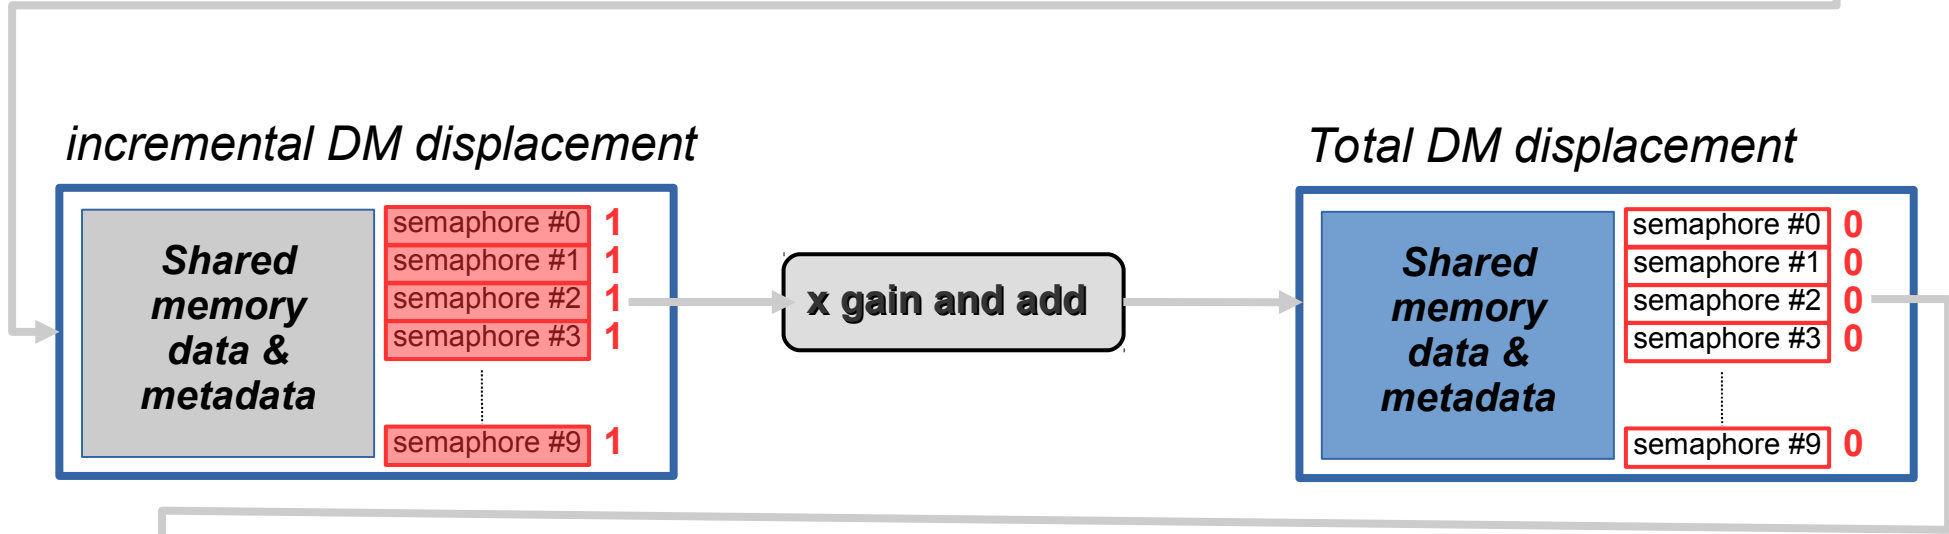 incremental DM displacement
Shared
memory
data &
metadata
semaphore #0 1
semaphore #1 1
semaphore #2 1
semaphore #3 1
semaphore #9 1
x gain and add
Total DM displacement
Shared
memory
data &
metadata
semaphore #0 0
semaphore #1 0
semaphore #2 0
semaphore #3 0
semaphore #9 0